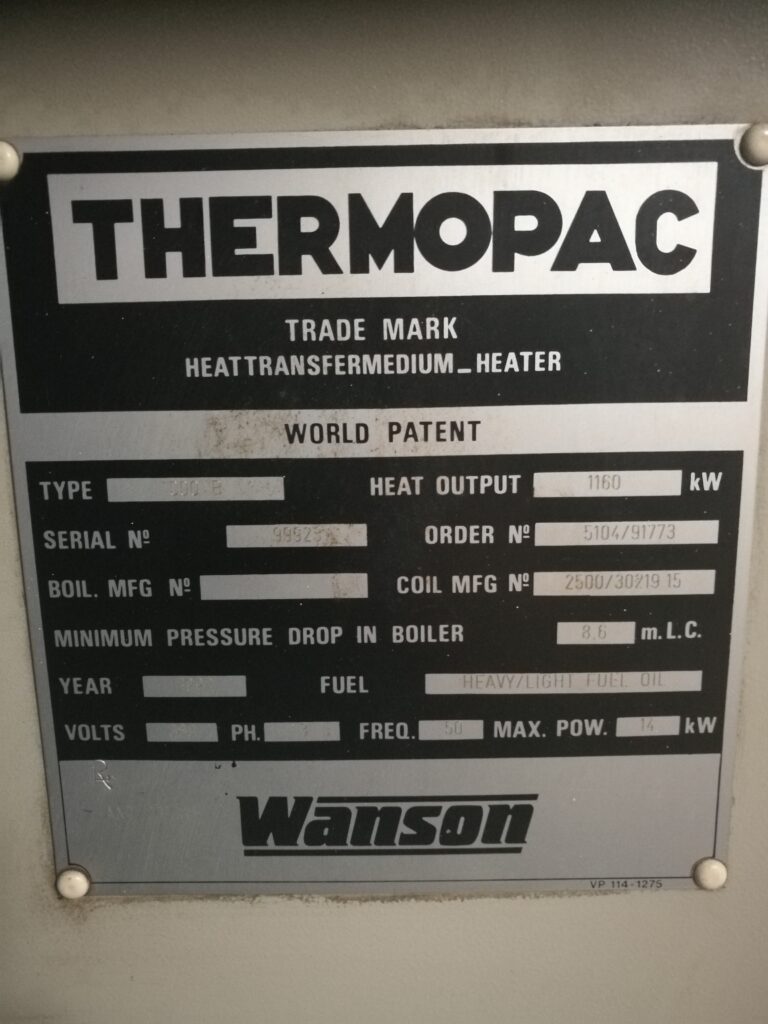 THERMOPAC
TRADE MARK
HEATTRANSFERMEDIUM_HEATER
WORLD PATENT
TYPE HEAT OUTPUT 1160 kW
SERIAL Nº ORDER Nº 5104/91773
BOIL. MFG Nº COIL MFG Nº 2500/30219 15
MINIMUM PRESSURE DROP IN BOILER 8,6 m.L.C.
YEAR FUEL HEAVY/LIGHT FUEL OIL
VOLTS PH. 3 FREQ. 50 MAX. POW. 14 kW
Wanson
VP 114-1275